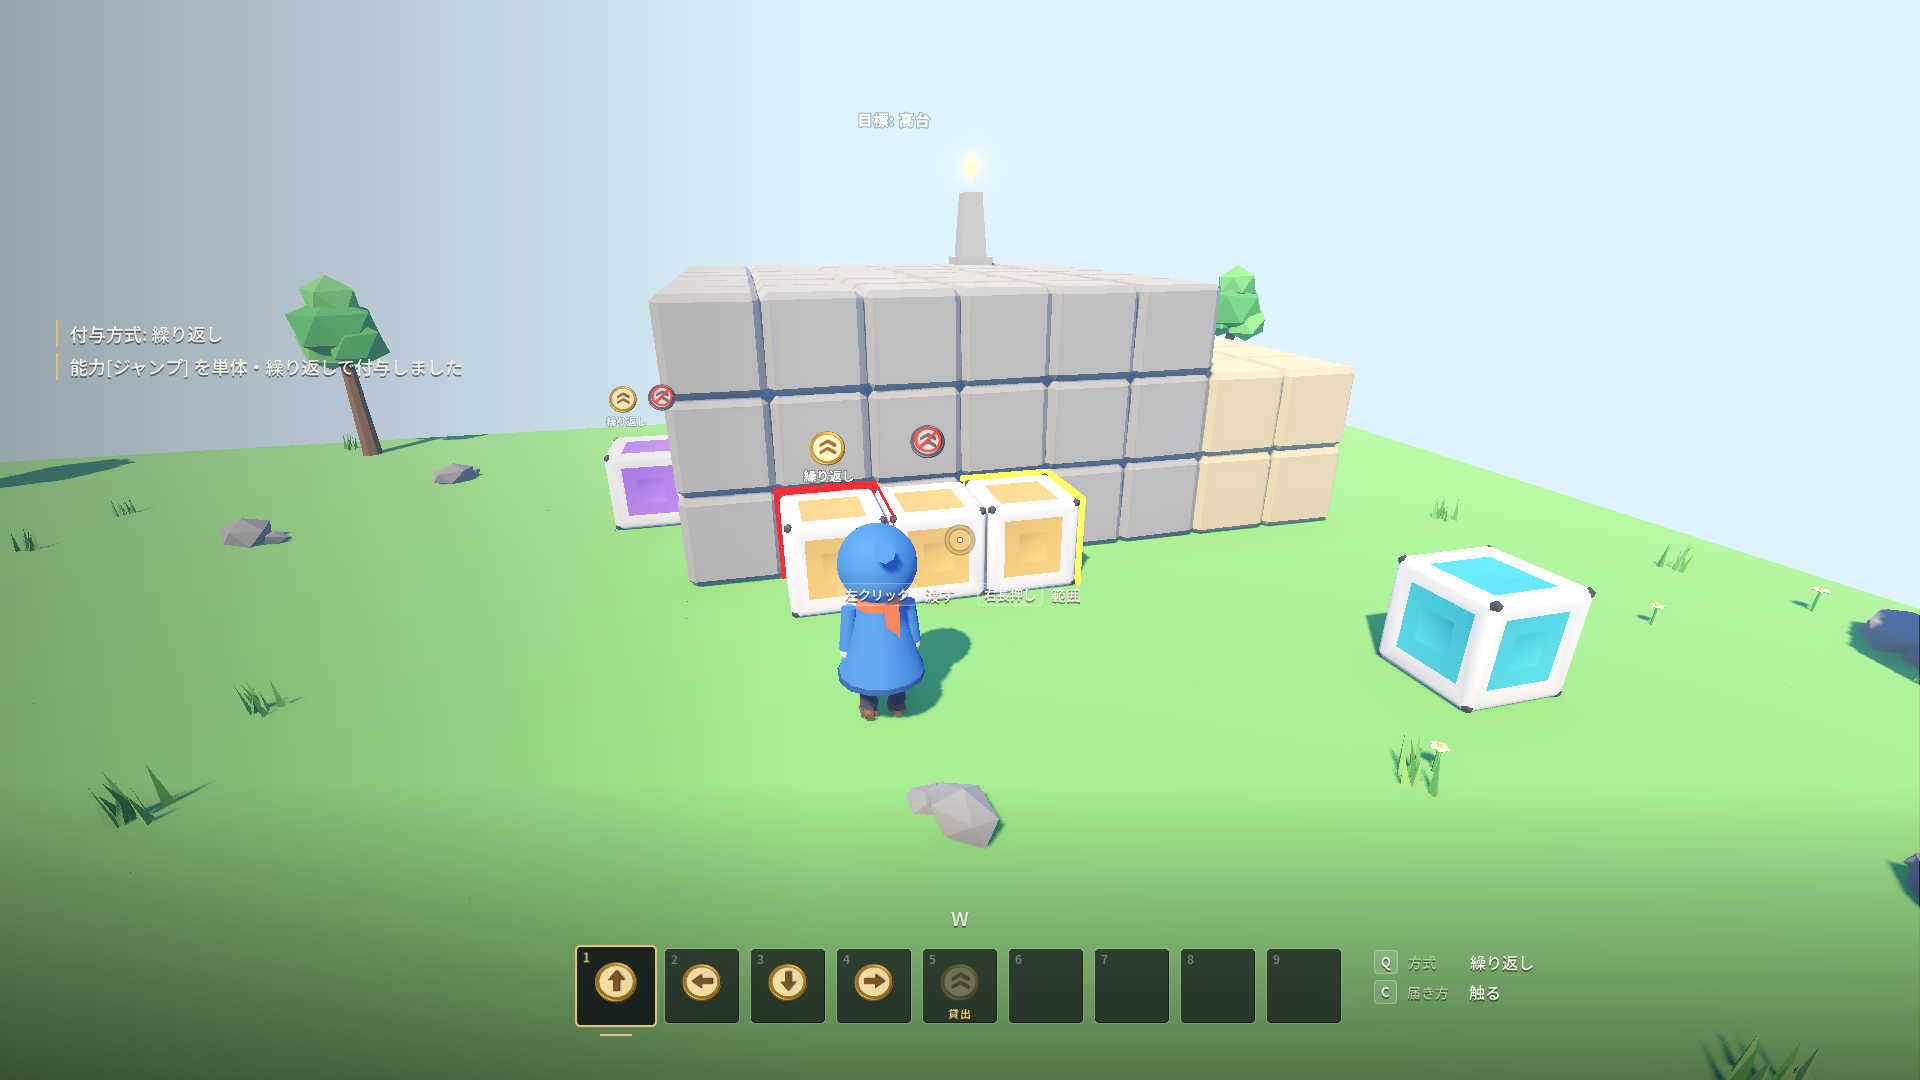 目標: 高台
付与方式: 繰り返し
能力[ジャンプ] を単体・繰り返しで付与しました
繰り返し
繰り返し
左クリック 渡す 右長押し 範囲
W
1 2 3 4 5 6 7 8 9
貸出
Q 方式 繰り返し
C 届き方 触る